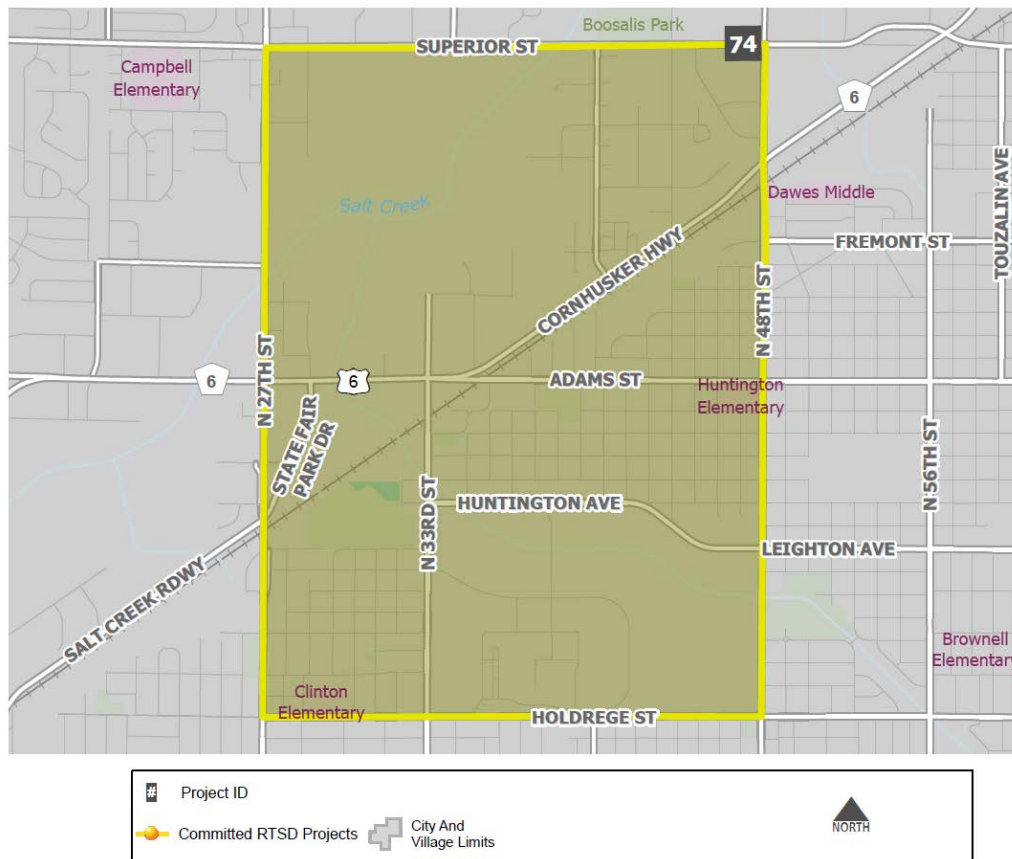 Boosalis Park
SUPERIOR ST
74
Campbell
Elementary
6
Salt Creek
Dawes Middle
FREMONT ST
TOUZALIN AVE
CORNHUSKER HWY
N 48TH ST
N 27TH ST
6
6
ADAMS ST
Huntington
Elementary
STATE FAIR
PARK DR
N 33RD ST
HUNTINGTON AVE
N 56TH ST
LEIGHTON AVE
SALT CREEK RDWY
Brownell
Elementary
Clinton
Elementary
HOLDREGE ST
# Project ID
Committed RTSD Projects
City And
Village Limits
NORTH